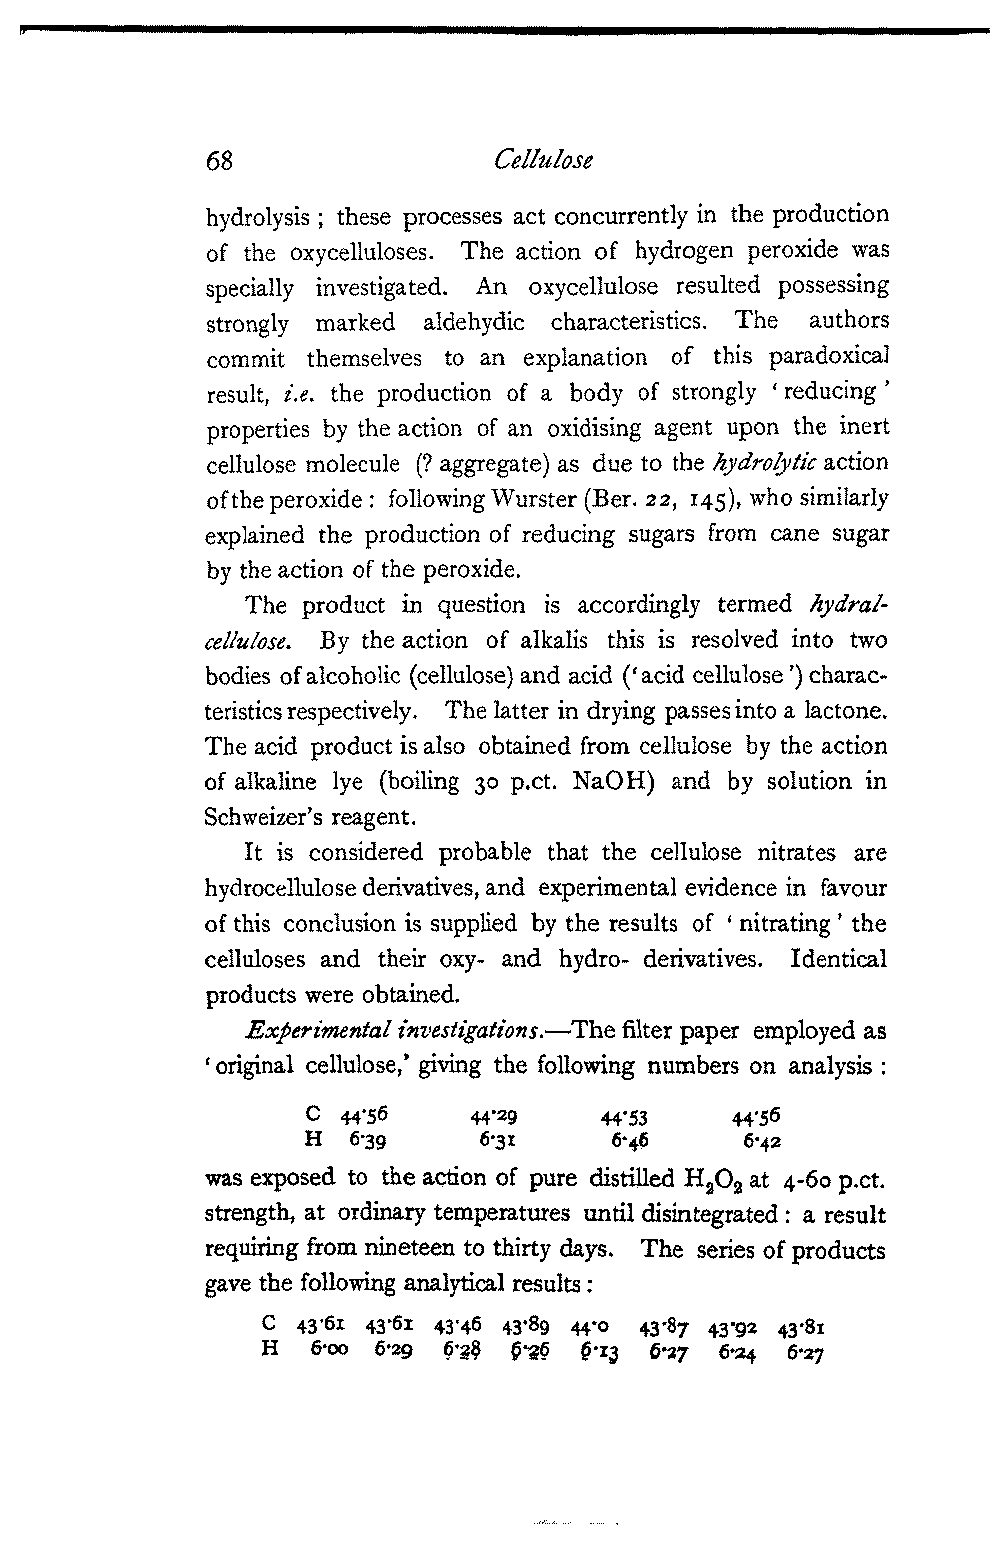 68 Cellulose
hydrolysis ; these processes act concurrently in the production
of the oxycelluloses. The action of hydrogen peroxide was
specially investigated. An oxycellulose resulted possessing
strongly marked aldehydic characteristics. The authors
commit themselves to an explanation of this paradoxical
result, i.e. the production of a body of strongly ‘ reducing ’
properties by the action of an oxidising agent upon the inert
cellulose molecule (? aggregate) as due to the hydrolytic action
of the peroxide : following Wurster (Ber. 22, 145), who similarly
explained the production of reducing sugars from cane sugar
by the action of the peroxide.
The product in question is accordingly termed hydral-
cellulose. By the action of alkalis this is resolved into two
bodies of alcoholic (cellulose) and acid (‘ acid cellulose ’) charac-
teristics respectively. The latter in drying passes into a lactone.
The acid product is also obtained from cellulose by the action
of alkaline lye (boiling 30 p.ct. NaOH) and by solution in
Schweizer’s reagent.
It is considered probable that the cellulose nitrates are
hydrocellulose derivatives, and experimental evidence in favour
of this conclusion is supplied by the results of ‘ nitrating ’ the
celluloses and their oxy- and hydro- derivatives. Identical
products were obtained.
Experimental investigations.—The filter paper employed as
‘ original cellulose,’ giving the following numbers on analysis :
C 44·56 44·29 44·53 44·56
H 6·39 6·31 6·46 6·42
was exposed to the action of pure distilled H₂O₂ at 4-60 p.ct.
strength, at ordinary temperatures until disintegrated : a result
requiring from nineteen to thirty days. The series of products
gave the following analytical results :
C 43·61 43·61 43·46 43·89 44·0 43·87 43·92 43·81
H 6·00 6·29 6·28 6·26 6·13 6·27 6·24 6·27